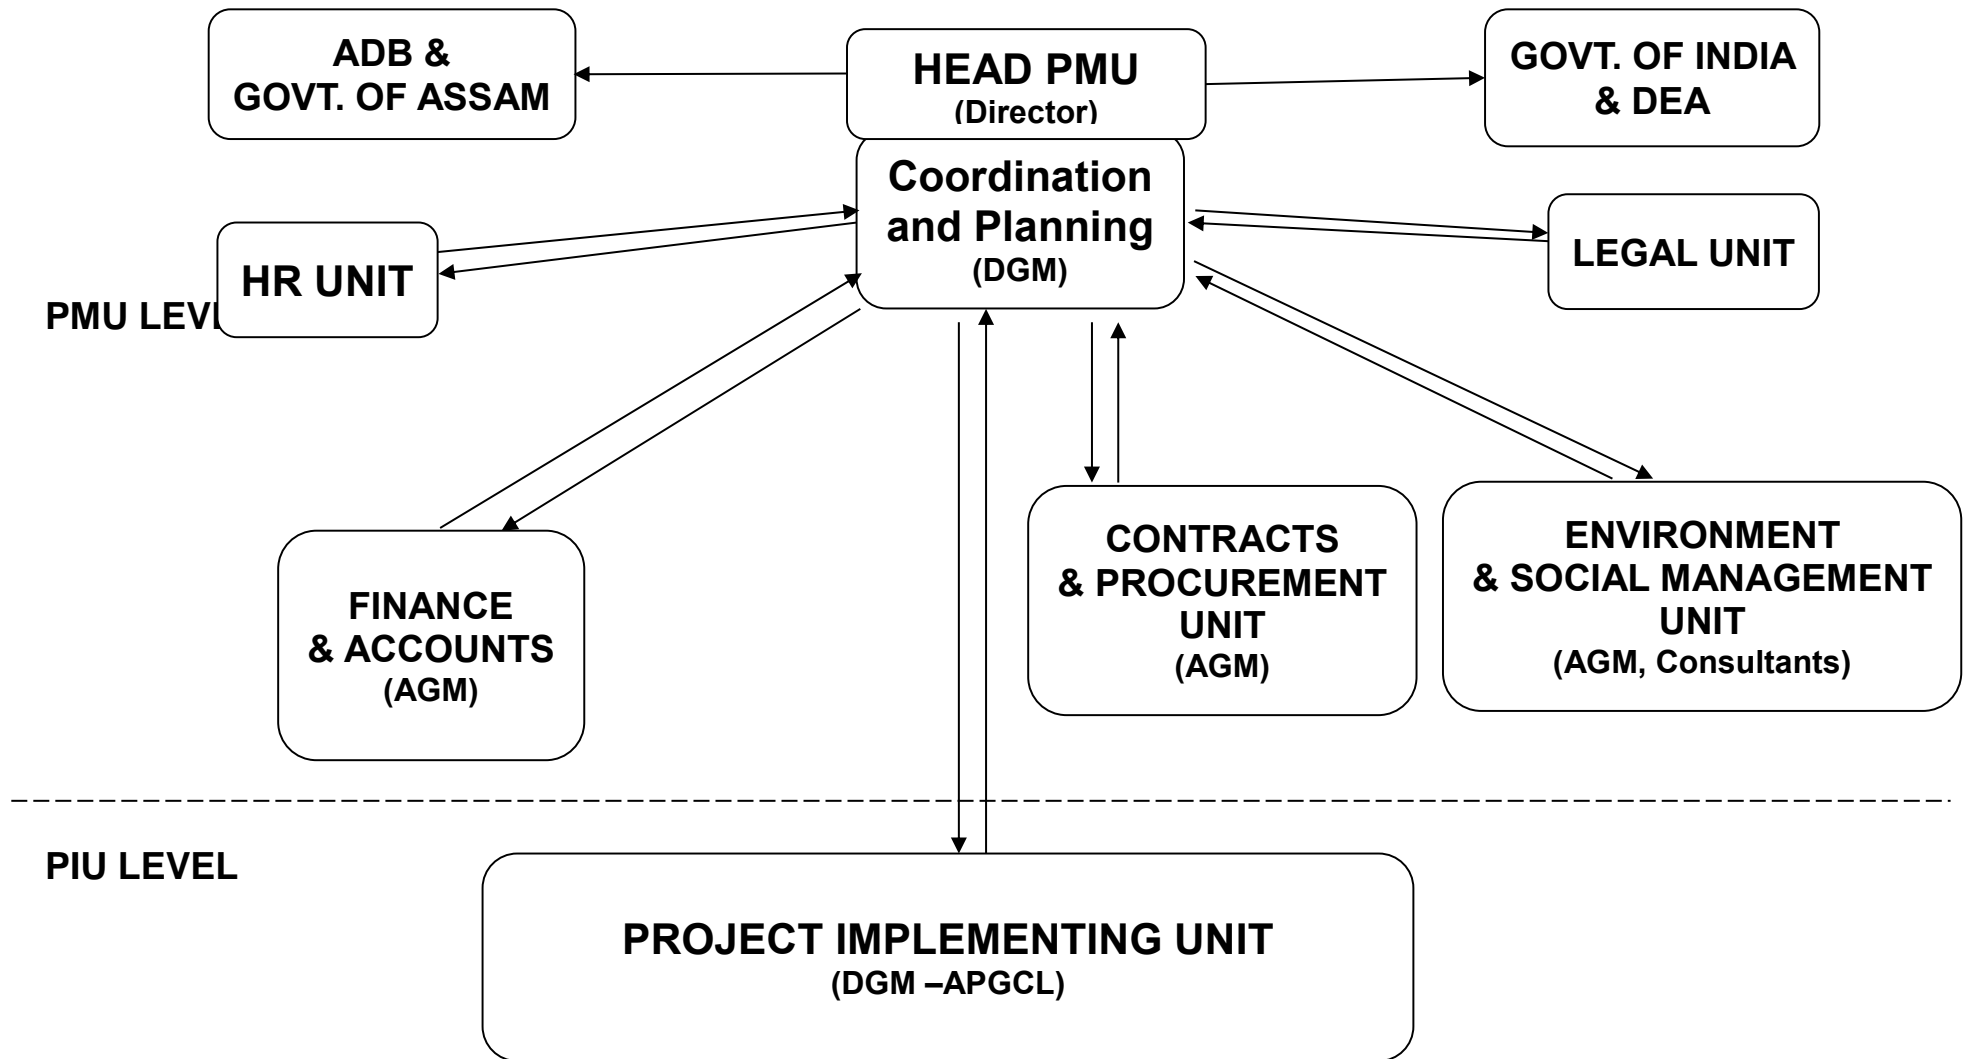 ADB &
GOVT. OF ASSAM
HEAD PMU
(Director)
GOVT. OF INDIA
& DEA
Coordination
and Planning
(DGM)
HR UNIT
LEGAL UNIT
PMU LEV
FINANCE
& ACCOUNTS
(AGM)
CONTRACTS
& PROCUREMENT
UNIT
(AGM)
ENVIRONMENT
& SOCIAL MANAGEMENT
UNIT
(AGM, Consultants)
PIU LEVEL
PROJECT IMPLEMENTING UNIT
(DGM –APGCL)